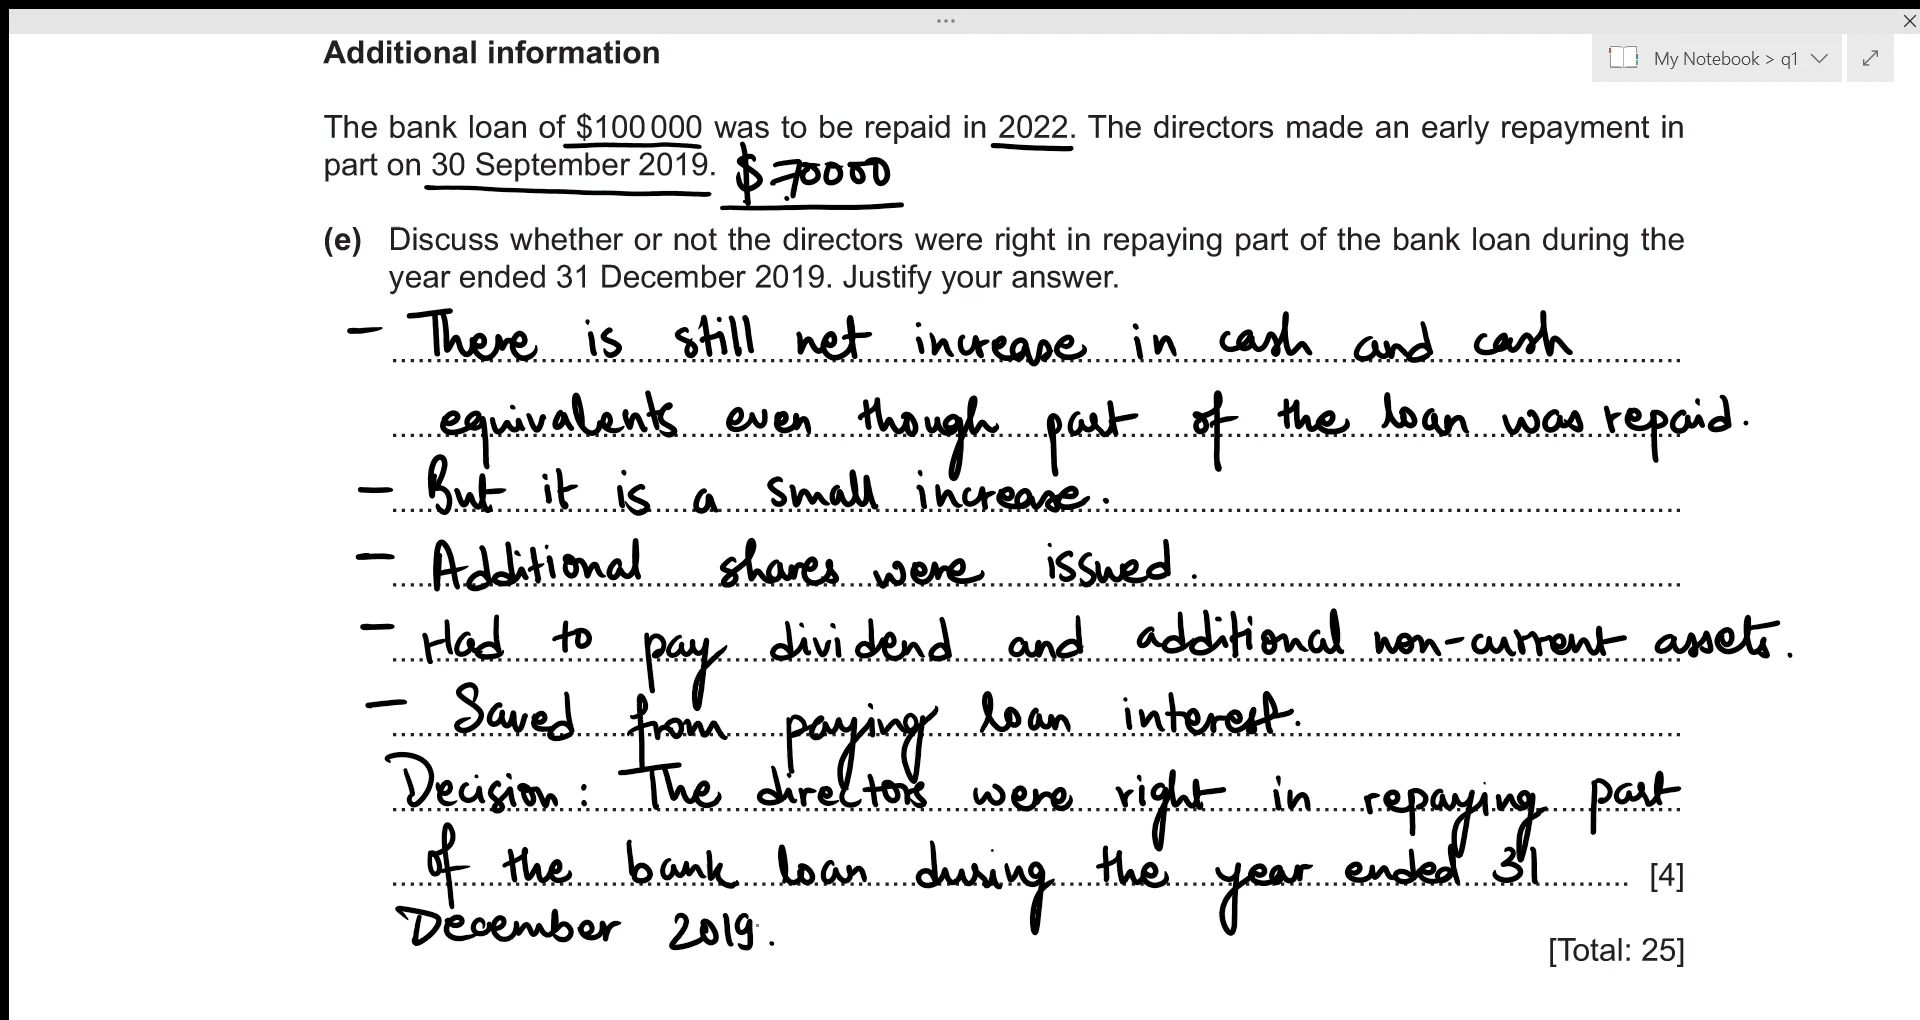 ...
Additional information
My Notebook > q1
The bank loan of $100 000 was to be repaid in 2022. The directors made an early repayment in
part on 30 September 2019. $70000
(e) Discuss whether or not the directors were right in repaying part of the bank loan during the
year ended 31 December 2019. Justify your answer.
- There is still net increase in cash and cash
equivalents even though part of the loan was repaid.
- But it is a small increase.
- Additional shares were issued.
- Had to pay dividend and additional non-current assets.
- Saved from paying loan interest.
Decision: The directors were right in repaying part
of the bank loan during the year ended 31 [4]
December 2019.
[Total: 25]